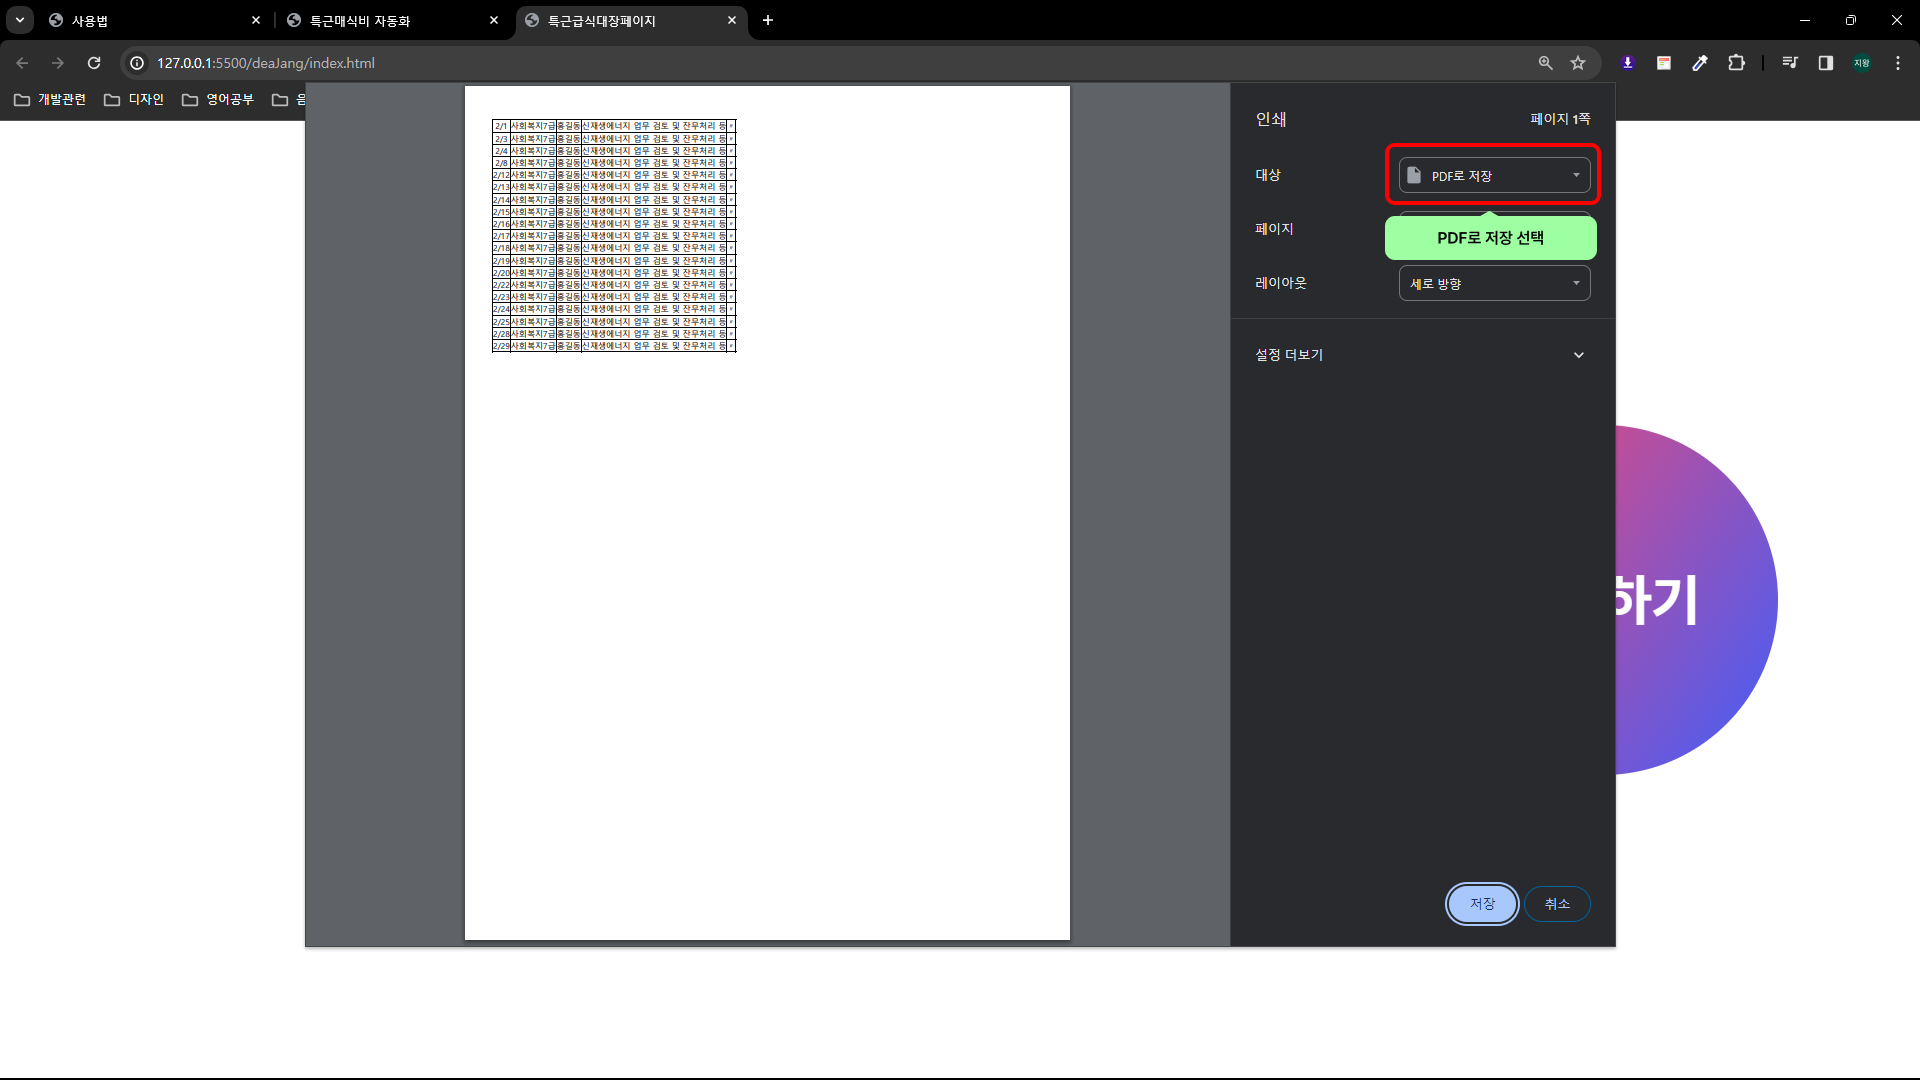 사용법
특근매식비 자동화
특근급식대장페이지
127.0.0.1:5500/deaJang/index.html
지왕
개발관련
디자인
영어공부
음
2/1 사회복지7급 홍길동 신재생에너지 업무 검토 및 잔무처리 등 〃
2/3 사회복지7급 홍길동 신재생에너지 업무 검토 및 잔무처리 등 〃
2/4 사회복지7급 홍길동 신재생에너지 업무 검토 및 잔무처리 등 〃
2/8 사회복지7급 홍길동 신재생에너지 업무 검토 및 잔무처리 등 〃
2/12 사회복지7급 홍길동 신재생에너지 업무 검토 및 잔무처리 등 〃
2/13 사회복지7급 홍길동 신재생에너지 업무 검토 및 잔무처리 등 〃
2/14 사회복지7급 홍길동 신재생에너지 업무 검토 및 잔무처리 등 〃
2/15 사회복지7급 홍길동 신재생에너지 업무 검토 및 잔무처리 등 〃
2/16 사회복지7급 홍길동 신재생에너지 업무 검토 및 잔무처리 등 〃
2/17 사회복지7급 홍길동 신재생에너지 업무 검토 및 잔무처리 등 〃
2/18 사회복지7급 홍길동 신재생에너지 업무 검토 및 잔무처리 등 〃
2/19 사회복지7급 홍길동 신재생에너지 업무 검토 및 잔무처리 등 〃
2/20 사회복지7급 홍길동 신재생에너지 업무 검토 및 잔무처리 등 〃
2/22 사회복지7급 홍길동 신재생에너지 업무 검토 및 잔무처리 등 〃
2/23 사회복지7급 홍길동 신재생에너지 업무 검토 및 잔무처리 등 〃
2/24 사회복지7급 홍길동 신재생에너지 업무 검토 및 잔무처리 등 〃
2/25 사회복지7급 홍길동 신재생에너지 업무 검토 및 잔무처리 등 〃
2/28 사회복지7급 홍길동 신재생에너지 업무 검토 및 잔무처리 등 〃
2/29 사회복지7급 홍길동 신재생에너지 업무 검토 및 잔무처리 등 〃
인쇄 페이지 1쪽
대상 PDF로 저장
페이지
PDF로 저장 선택
레이아웃 세로 방향
설정 더보기
하기
저장 취소